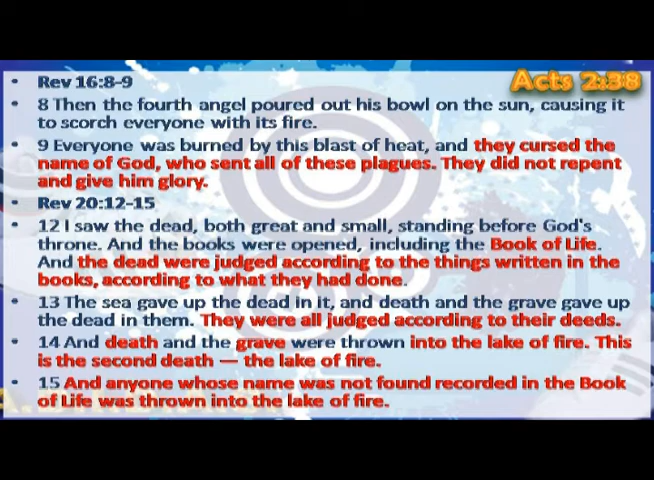 Acts 2:38
• Rev 16:8-9
• 8 Then the fourth angel poured out his bowl on the sun, causing it
to scorch everyone with its fire.
• 9 Everyone was burned by this blast of heat, and they cursed the
name of God, who sent all of these plagues. They did not repent
and give him glory.
• Rev 20:12-15
• 12 I saw the dead, both great and small, standing before God's
throne. And the books were opened, including the Book of Life.
And the dead were judged according to the things written in the
books, according to what they had done.
• 13 The sea gave up the dead in it, and death and the grave gave up
the dead in them. They were all judged according to their deeds.
• 14 And death and the grave were thrown into the lake of fire. This
is the second death — the lake of fire.
• 15 And anyone whose name was not found recorded in the Book
of Life was thrown into the lake of fire.